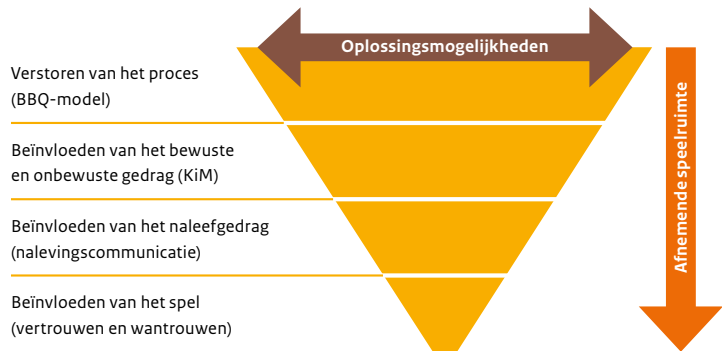 Oplossingsmogelijkheden
Verstoren van het proces
(BBQ-model)
Beïnvloeden van het bewuste
en onbewuste gedrag (KiM)
Beïnvloeden van het naleefgedrag
(nalevingscommunicatie)
Beïnvloeden van het spel
(vertrouwen en wantrouwen)
Afnemende speelruimte